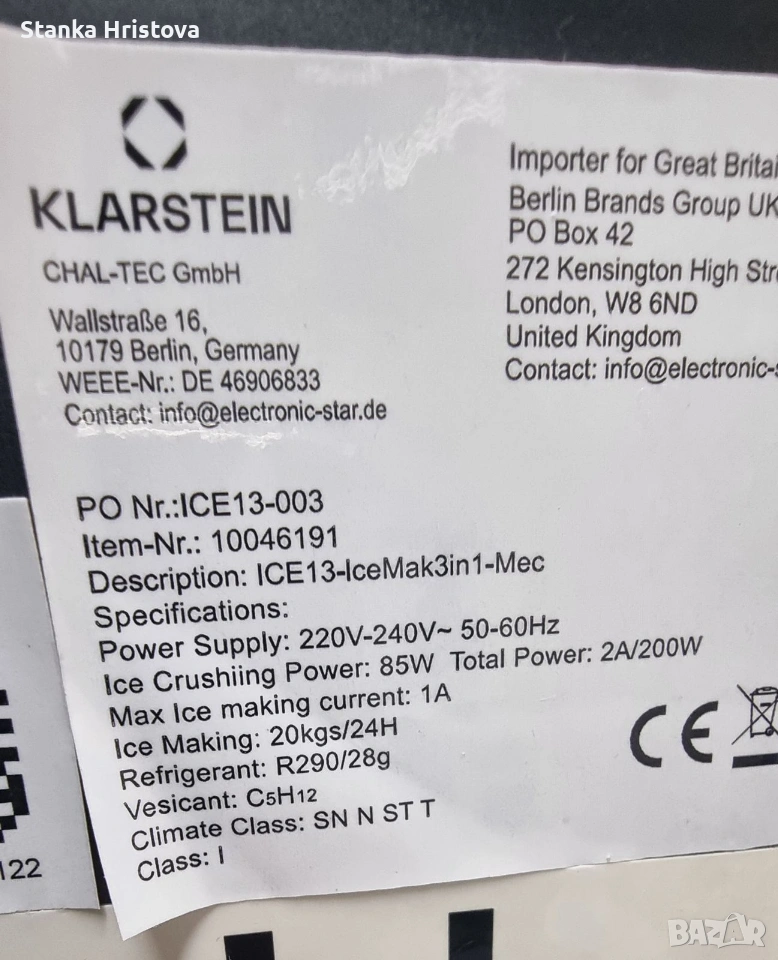 Stanka Hristova
KLARSTEIN
CHAL-TEC GmbH
Wallstraße 16,
10179 Berlin, Germany
WEEE-Nr.: DE 46906833
Contact: info@electronic-star.de
Importer for Great
Berlin Brands Group UK
PO Box 42
272 Kensington High
London, W8 6ND
United Kingdom
Contact:
PO Nr.:ICE13-003
Item-Nr.: 10046191
Description: ICE13-IceMak3in1-Mec
Specifications:
Power Supply: 220V-240V~ 50-60Hz
Ice Crushiing Power: 85W Total Power: 2A/200W
Max Ice making current: 1A
Ice Making: 20kgs/24H
Refrigerant: R290/28g
Vesicant: C5H12
Climate Class: SN N ST T
Class: I
CE
122
BAZAR